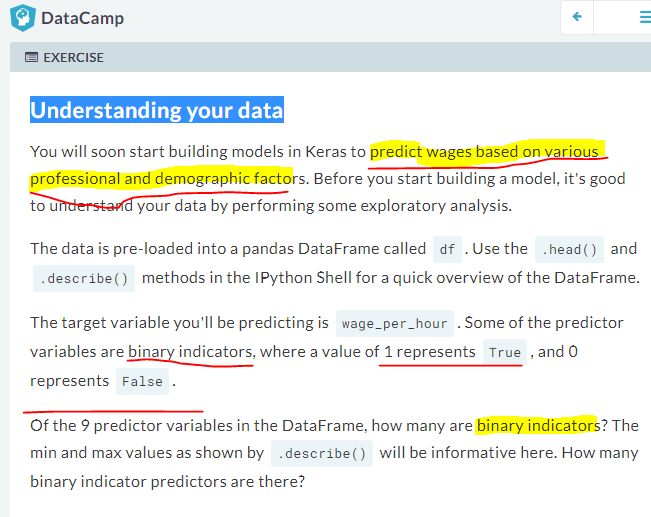 DataCamp
EXERCISE
Understanding your data
You will soon start building models in Keras to predict wages based on various
professional and demographic factors. Before you start building a model, it's good
to understand your data by performing some exploratory analysis.
The data is pre-loaded into a pandas DataFrame called df . Use the .head() and
.describe() methods in the IPython Shell for a quick overview of the DataFrame.
The target variable you'll be predicting is wage_per_hour . Some of the predictor
variables are binary indicators, where a value of 1 represents True , and 0
represents False .
Of the 9 predictor variables in the DataFrame, how many are binary indicators? The
min and max values as shown by .describe() will be informative here. How many
binary indicator predictors are there?